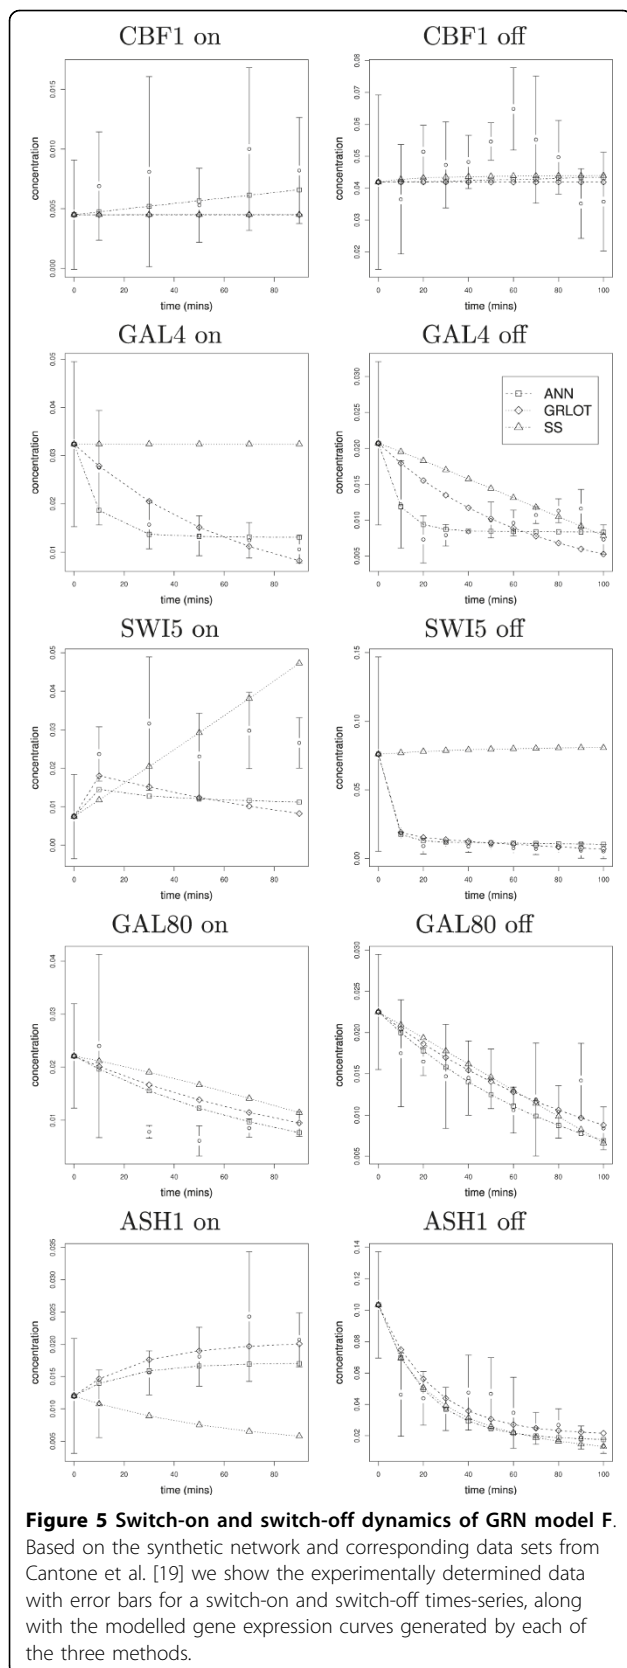 CBF1 on
CBF1 off
concentration
0.000 0.005 0.010 0.015
0 20 40 60 80
time (mins)
concentration
0.02 0.03 0.04 0.05 0.06 0.07 0.08
0 20 40 60 80 100
time (mins)
GAL4 on
GAL4 off
concentration
0.01 0.02 0.03 0.04 0.05
0 20 40 60 80
time (mins)
concentration
0.005 0.010 0.015 0.020 0.025 0.030
0 20 40 60 80 100
time (mins)
ANN
GRLOT
SS
SWI5 on
SWI5 off
concentration
0.00 0.01 0.02 0.03 0.04 0.05
0 20 40 60 80
time (mins)
concentration
0.00 0.05 0.10 0.15
0 20 40 60 80 100
time (mins)
GAL80 on
GAL80 off
concentration
0.01 0.02 0.03 0.04
0 20 40 60 80
time (mins)
concentration
0.005 0.010 0.015 0.020 0.025 0.030
0 20 40 60 80 100
time (mins)
ASH1 on
ASH1 off
concentration
0.005 0.010 0.015 0.020 0.025 0.030 0.035
0 20 40 60 80
time (mins)
concentration
0.02 0.04 0.06 0.08 0.10 0.12 0.14
0 20 40 60 80 100
time (mins)
Figure 5 Switch-on and switch-off dynamics of GRN model F.
Based on the synthetic network and corresponding data sets from
Cantone et al. [19] we show the experimentally determined data
with error bars for a switch-on and switch-off times-series, along
with the modelled gene expression curves generated by each of
the three methods.